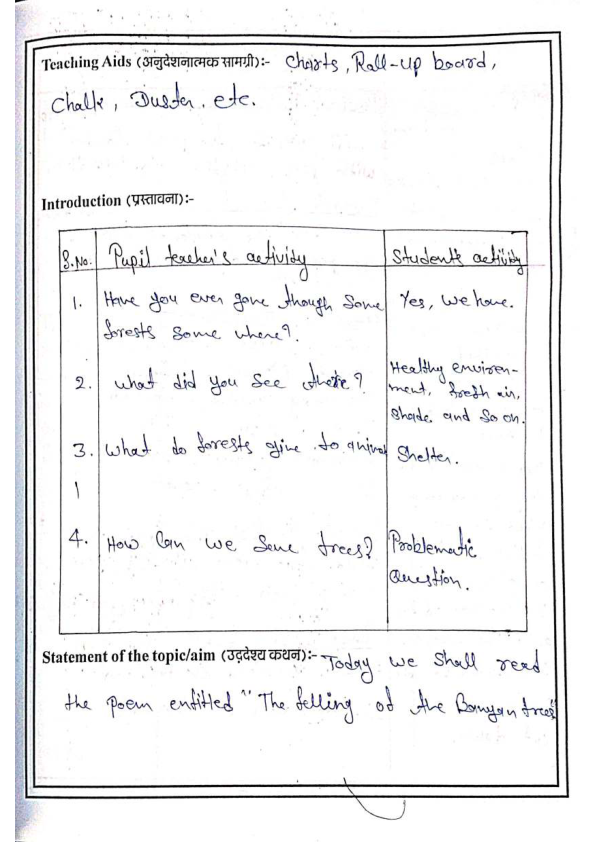 Teaching Aids (अनुदेशनात्मक सामग्री):- Charts, Roll-up board,
Chalk, Duster. etc.
Introduction (प्रस्तावना):-
S.No. Pupil teacher's activity Students activity
1. Have you ever gone though Some Yes, we have.
forests Some where?
2. what did you See there? Healthy environ-
ment, fresh air,
Shade and So on.
3. What do forests give to animal Shelter.
4. How Can we Save trees? Problematic
Question.
Statement of the topic/aim (उद्देश्य कथन):- Today we Shall read
the Poem entitled "The felling of the Banyan trees"